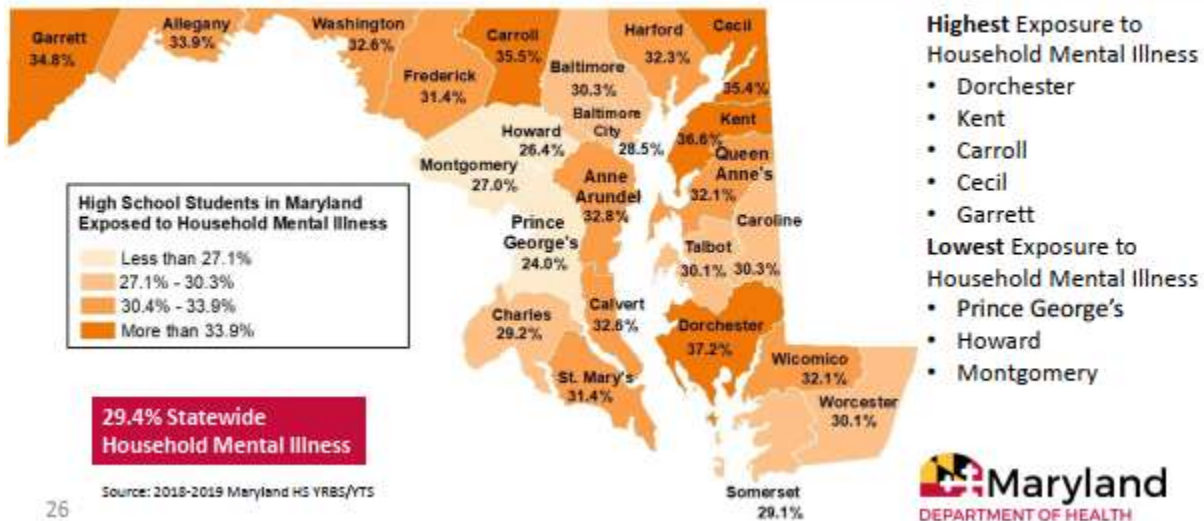 Garrett
34.8%
Allegany
33.9%
Washington
32.6%
Frederick
31.4%
Carroll
35.5%
Baltimore
30.3%
Baltimore
City
28.5%
Harford
32.3%
Cecil
35.4%
Kent
36.6%
Queen
Anne's
32.1%
Howard
26.4%
Montgomery
27.0%
Anne
Arundel
32.8%
Prince
George's
24.0%
Caroline
30.3%
Talbot
30.1%
Charles
29.2%
Calvert
32.6%
Dorchester
37.2%
St. Mary's
31.4%
Wicomico
32.1%
Worcester
30.1%
Somerset
29.1%
High School Students in Maryland
Exposed to Household Mental Illness
Less than 27.1%
27.1% - 30.3%
30.4% - 33.9%
More than 33.9%
29.4% Statewide
Household Mental Illness
Source: 2018-2019 Maryland HS YRBS/YTS
26
Highest Exposure to
Household Mental Illness
• Dorchester
• Kent
• Carroll
• Cecil
• Garrett
Lowest Exposure to
Household Mental Illness
• Prince George's
• Howard
• Montgomery
Maryland
DEPARTMENT OF HEALTH